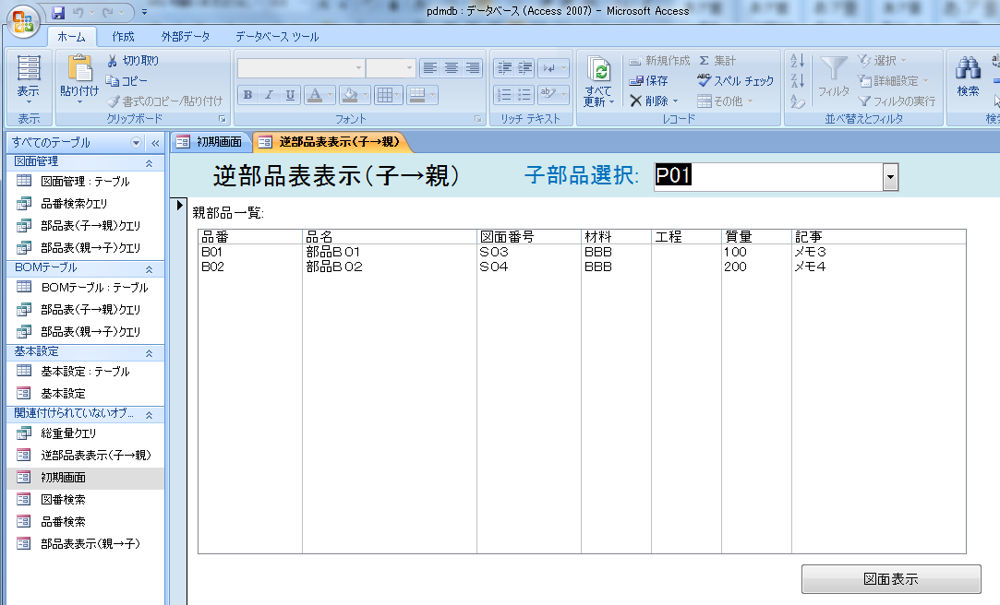 pdmdb : データベース (Access 2007) - Microsoft Access
ホーム 作成 外部データ データベース ツール
表示
表示
貼り付け
切り取り
コピー
書式のコピー/貼り付け
クリップボード
B I U A
フォント
リッチ テキスト
すべて
更新
新規作成
保存
削除
Σ 集計
スペル チェック
その他
レコード
フィルタ
選択
詳細設定
フィルタの実行
並べ替えとフィルタ
検索
すべてのテーブル
図面管理
図面管理 : テーブル
品番検索クエリ
部品表(子→親)クエリ
部品表(親→子)クエリ
BOMテーブル
BOMテーブル : テーブル
部品表(子→親)クエリ
部品表(親→子)クエリ
基本設定
基本設定 : テーブル
基本設定
関連付けられていないオブ...
総重量クエリ
逆部品表表示(子→親)
初期画面
図番検索
品番検索
部品表表示(親→子)
初期画面 逆部品表表示(子→親)
逆部品表表示(子→親) 子部品選択: P01
親部品一覧:
品番 品名 図面番号 材料 工程 質量 記事
B01 部品B01 S03 BBB 100 メモ3
B02 部品B02 S04 BBB 200 メモ4
図面表示